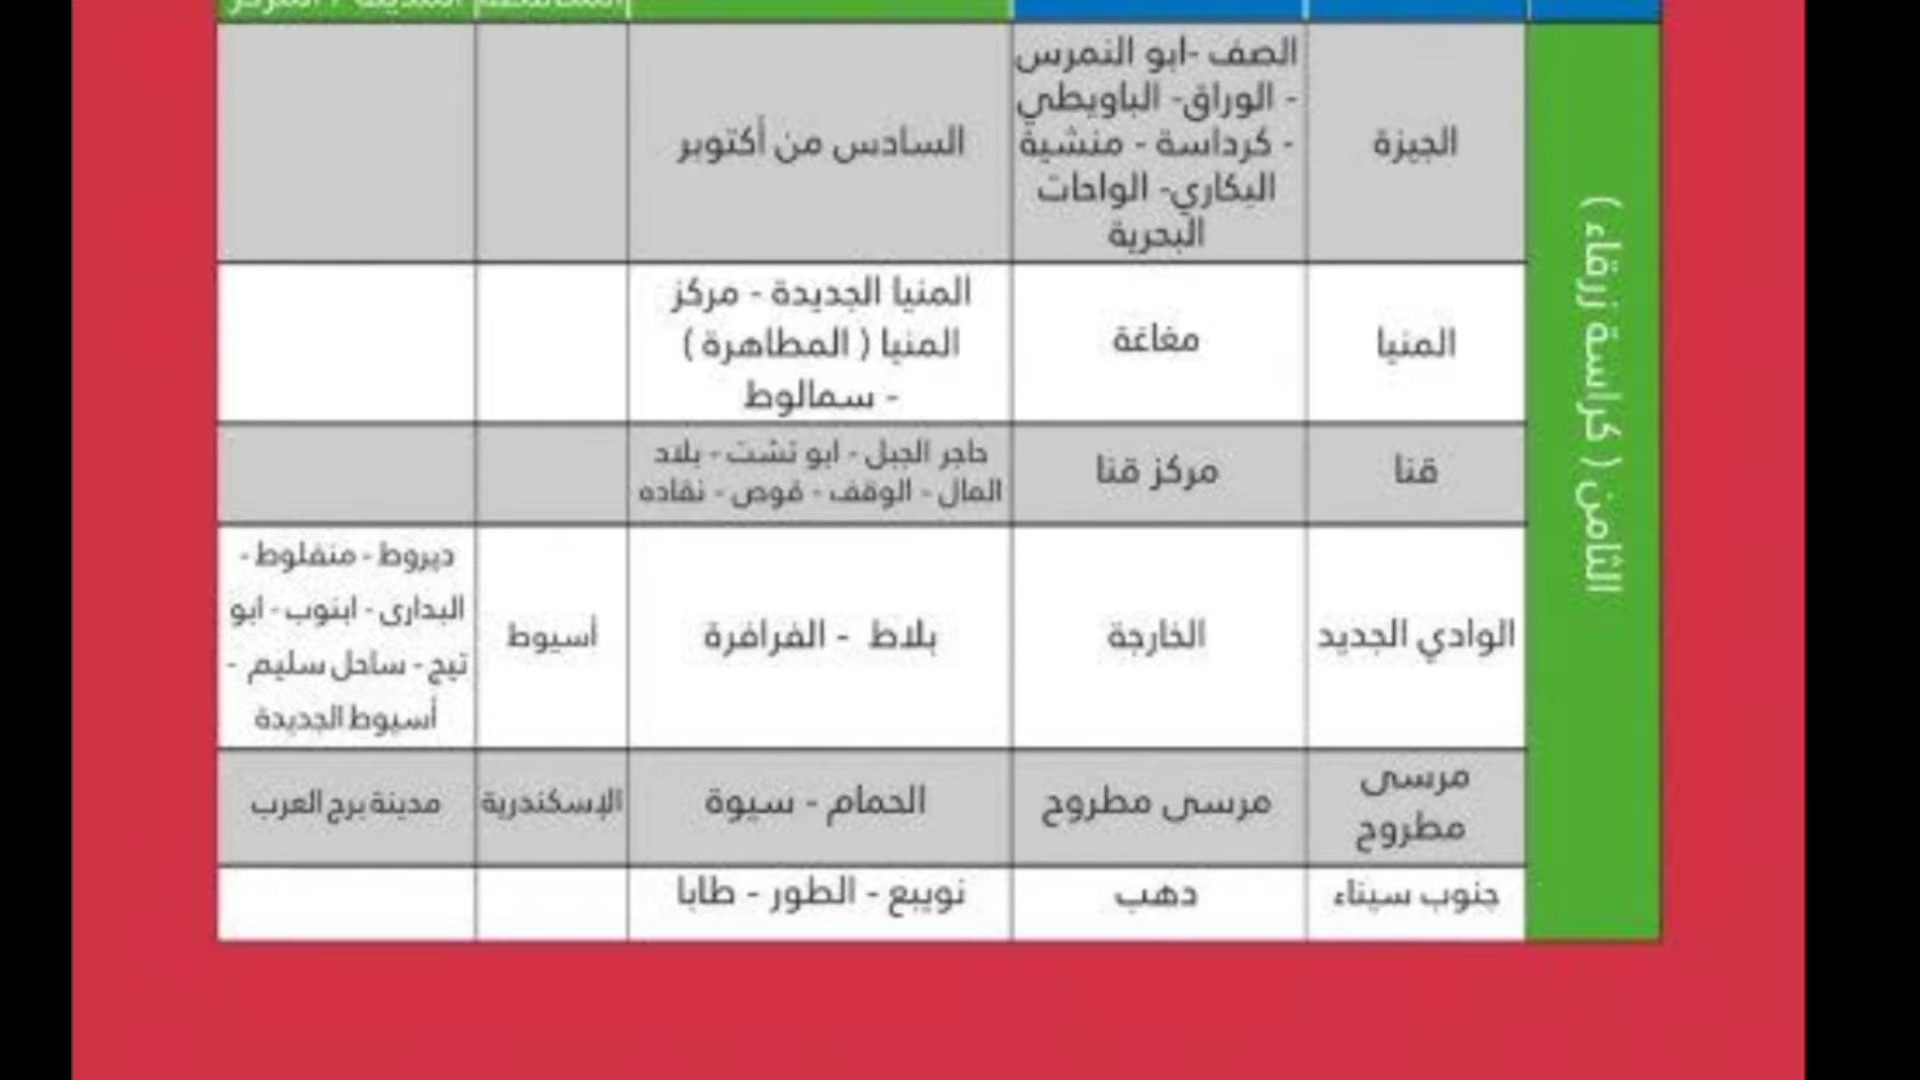 المحافظة
المدينة / المركز
الثامن ( كراسة زرقاء )
الجيزة
الصف -ابو النمرس
- الوراق- الباويطي
- كرداسة - منشية
البكاري- الواحات
البحرية
السادس من أكتوبر
المنيا
مغاغة
المنيا الجديدة - مركز
المنيا ( المطاهرة )
- سمالوط
قنا
مركز قنا
حاجر الجبل - ابو تشت - بلاد
المال - الوقف - قوص - نقاده
الوادي الجديد
الخارجة
بلاط - الفرافرة
أسيوط
ديروط - منفلوط -
البدارى - ابنوب - ابو
تيج - ساحل سليم -
أسيوط الجديدة
مرسى
مطروح
مرسى مطروح
الحمام - سيوة
الإسكندرية
مدينة برج العرب
جنوب سيناء
دهب
نويبع - الطور - طابا